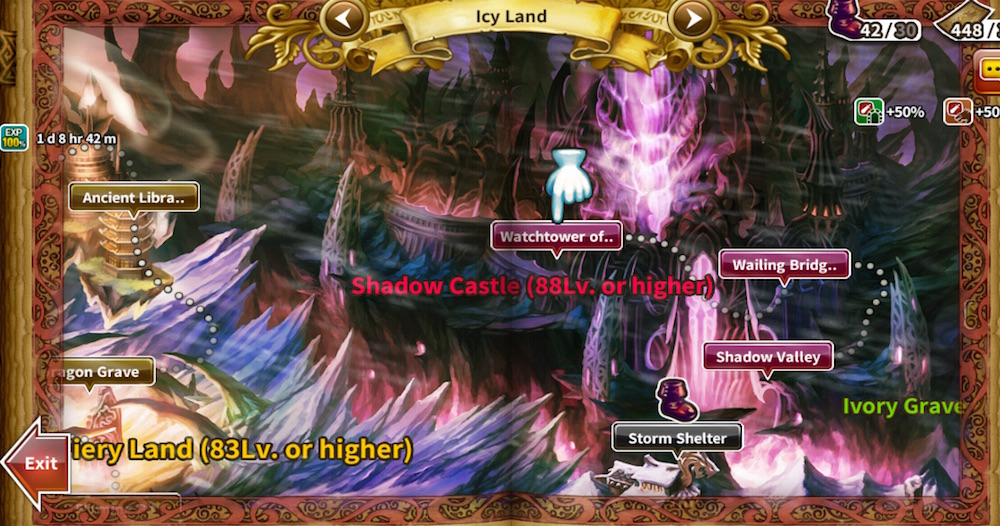 Icy Land
42/30
448/
EXP
100%
1 d 8 hr 42 m
+50%
+50
Ancient Libra..
Watchtower of..
Wailing Bridg..
Shadow Castle (88Lv. or higher)
Shadow Valley
agon Grave
Ivory Grave
Storm Shelter
iery Land (83Lv. or higher)
Exit